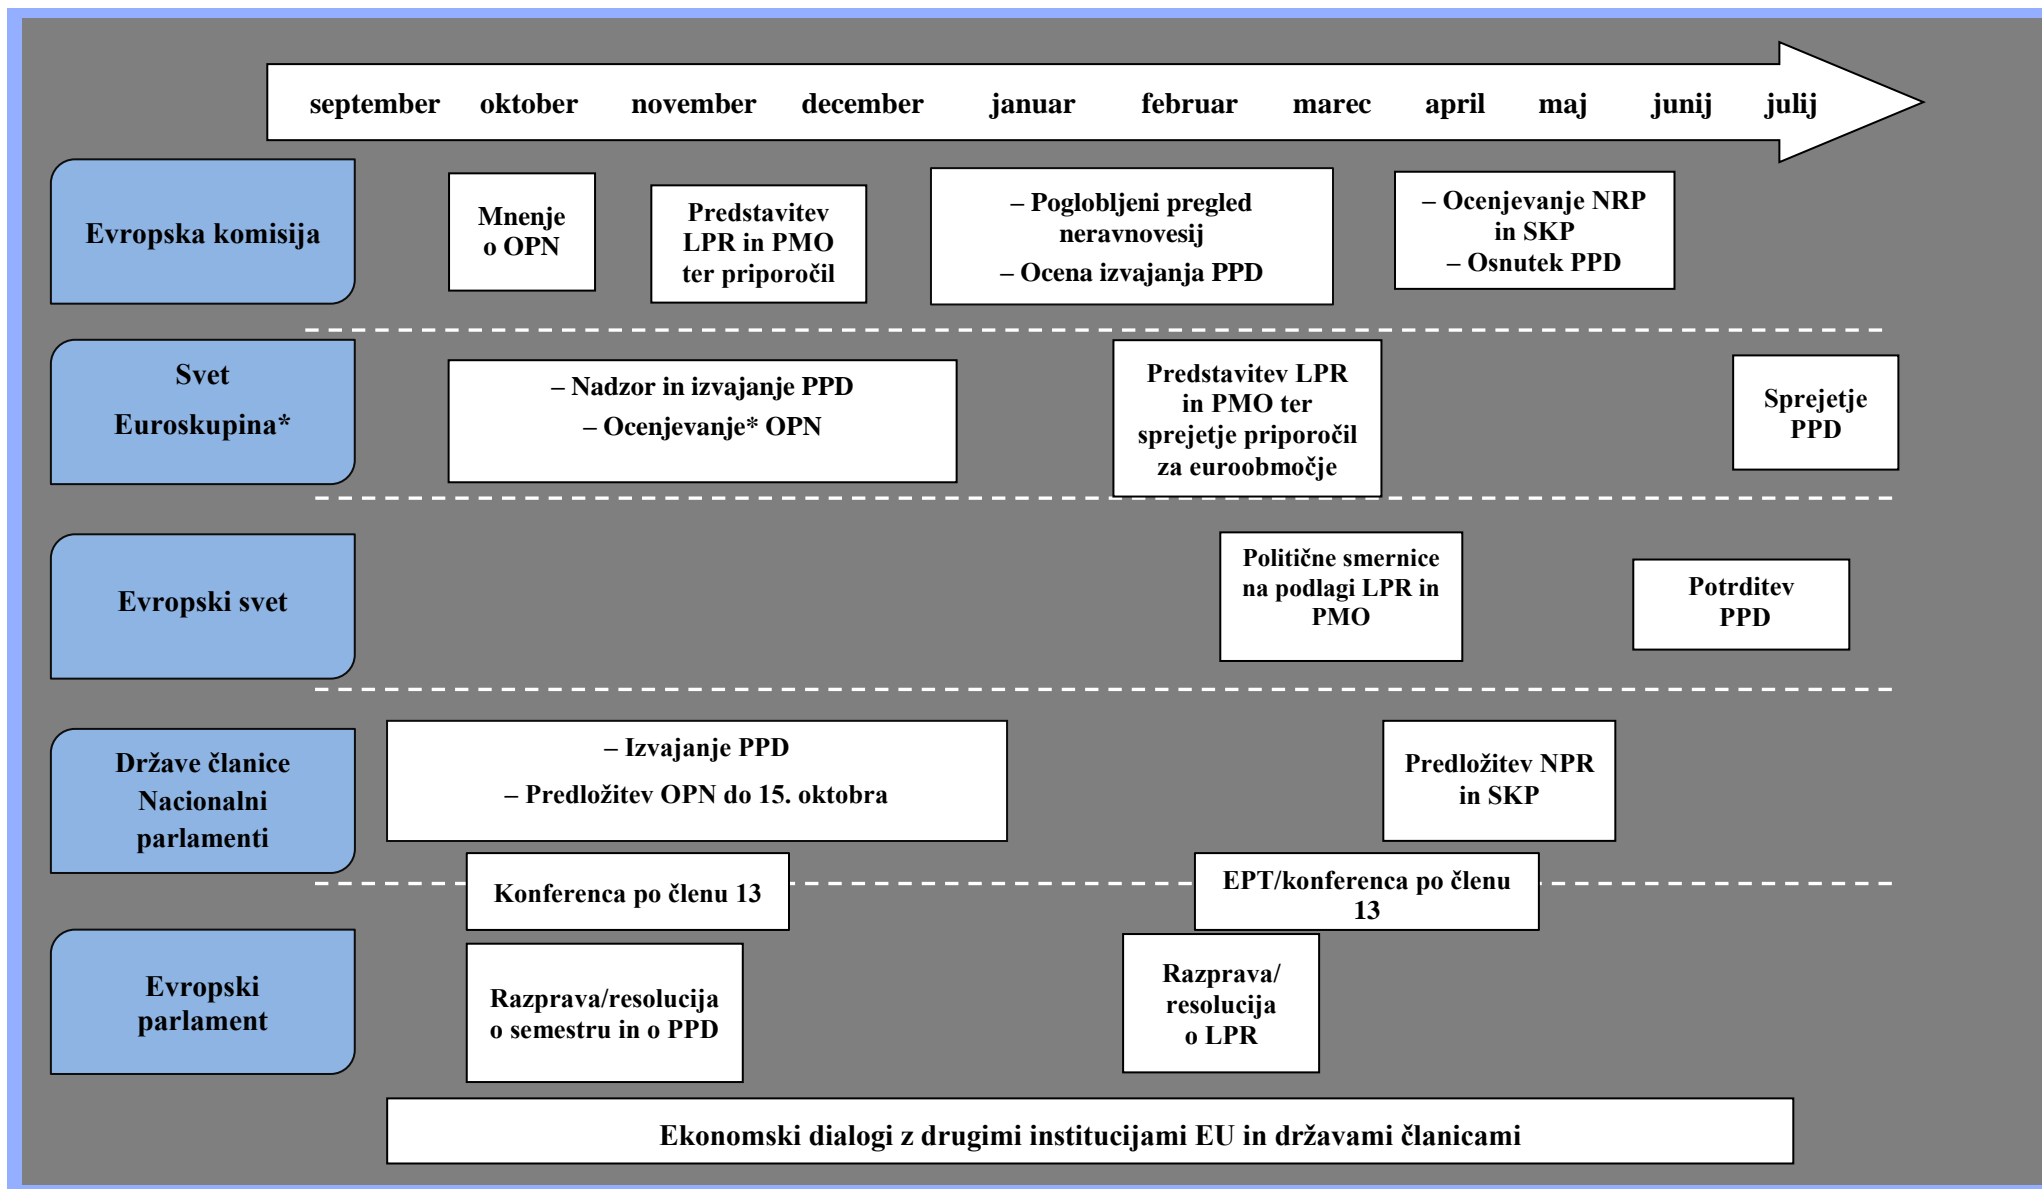 september oktober november december januar februar marec april maj junij julij
Evropska komisija
Mnenje
o OPN
Predstavitev
LPR in PMO
ter priporočil
– Poglobljeni pregled
neravnovesij
– Ocena izvajanja PPD
– Ocenjevanje NRP
in SKP
– Osnutek PPD
Svet
Euroskupina*
– Nadzor in izvajanje PPD
– Ocenjevanje* OPN
Predstavitev LPR
in PMO ter
sprejetje priporočil
za euroobmočje
Sprejetje
PPD
Evropski svet
Politične smernice
na podlagi LPR in
PMO
Potrditev
PPD
Države članice
Nacionalni
parlamenti
– Izvajanje PPD
– Predložitev OPN do 15. oktobra
Predložitev NPR
in SKP
Konferenca po členu 13
EPT/konferenca po členu
13
Evropski
parlament
Razprava/resolucija
o semestru in o PPD
Razprava/
resolucija
o LPR
Ekonomski dialogi z drugimi institucijami EU in državami članicami